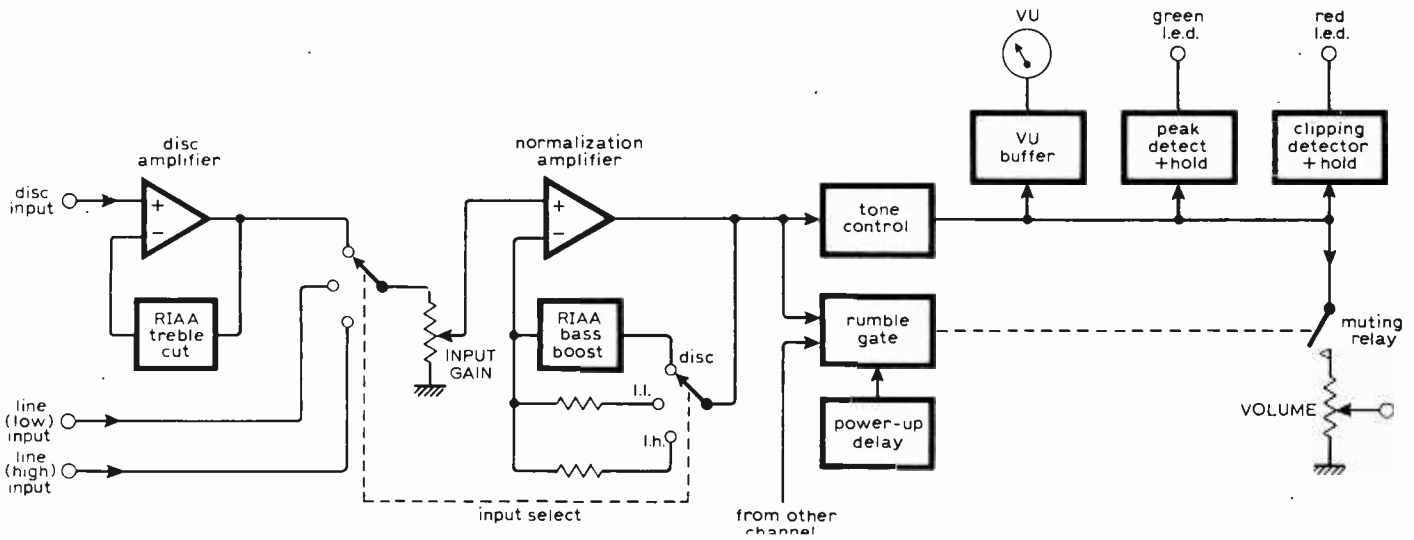 VU
green
l.e.d.
red
l.e.d.
VU
buffer
peak
detect
+hold
clipping
detector
+ hold
disc
amplifier
normalization
amplifier
disc
input
+
−
+
−
tone
control
RIAA
treble
cut
INPUT
GAIN
RIAA
bass
boost
disc
rumble
gate
muting
relay
l.l.
l.h.
line
(low)
input
line
(high)
input
power-up
delay
VOLUME
input select
from other
channel